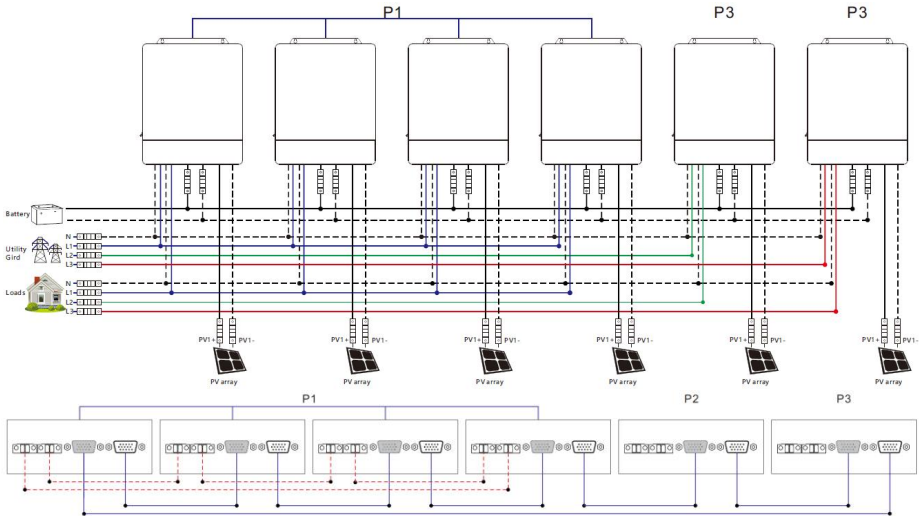 P1 P3 P3
Battery
N
Utility L1
Gird L2
L3
N
Loads L1
L2
L3
PV1+ PV1- PV1+ PV1- PV1+ PV1- PV1+ PV1- PV1+ PV1- PV1+ PV1-
PV array PV array PV array PV array PV array PV array
P1 P2 P3